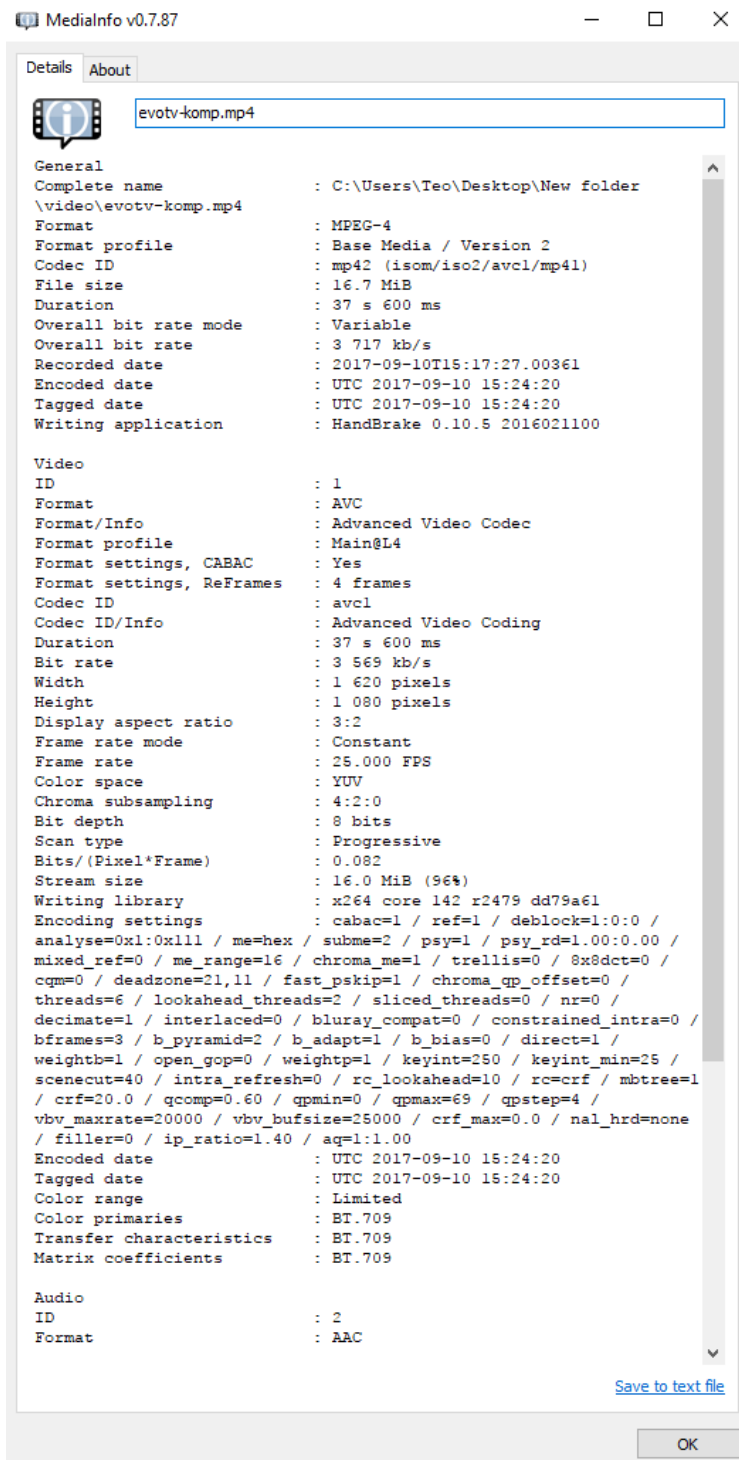 MediaInfo v0.7.87
Details About
evotv-komp.mp4
General
Complete name : C:\Users\Teo\Desktop\New folder
\video\evotv-komp.mp4
Format : MPEG-4
Format profile : Base Media / Version 2
Codec ID : mp42 (isom/iso2/avc1/mp41)
File size : 16.7 MiB
Duration : 37 s 600 ms
Overall bit rate mode : Variable
Overall bit rate : 3 717 kb/s
Recorded date : 2017-09-10T15:17:27.00361
Encoded date : UTC 2017-09-10 15:24:20
Tagged date : UTC 2017-09-10 15:24:20
Writing application : HandBrake 0.10.5 2016021100
Video
ID : 1
Format : AVC
Format/Info : Advanced Video Codec
Format profile : Main@L4
Format settings, CABAC : Yes
Format settings, ReFrames : 4 frames
Codec ID : avc1
Codec ID/Info : Advanced Video Coding
Duration : 37 s 600 ms
Bit rate : 3 569 kb/s
Width : 1 620 pixels
Height : 1 080 pixels
Display aspect ratio : 3:2
Frame rate mode : Constant
Frame rate : 25.000 FPS
Color space : YUV
Chroma subsampling : 4:2:0
Bit depth : 8 bits
Scan type : Progressive
Bits/(Pixel*Frame) : 0.082
Stream size : 16.0 MiB (96%)
Writing library : x264 core 142 r2479 dd79a61
Encoding settings : cabac=1 / ref=1 / deblock=1:0:0 /
analyse=0x1:0x111 / me=hex / subme=2 / psy=1 / psy_rd=1.00:0.00 /
mixed_ref=0 / me_range=16 / chroma_me=1 / trellis=0 / 8x8dct=0 /
cqm=0 / deadzone=21,11 / fast_pskip=1 / chroma_qp_offset=0 /
threads=6 / lookahead_threads=2 / sliced_threads=0 / nr=0 /
decimate=1 / interlaced=0 / bluray_compat=0 / constrained_intra=0 /
bframes=3 / b_pyramid=2 / b_adapt=1 / b_bias=0 / direct=1 /
weightb=1 / open_gop=0 / weightp=1 / keyint=250 / keyint_min=25 /
scenecut=40 / intra_refresh=0 / rc_lookahead=10 / rc=crf / mbtree=1
/ crf=20.0 / qcomp=0.60 / qpmin=0 / qpmax=69 / qpstep=4 /
vbv_maxrate=20000 / vbv_bufsize=25000 / crf_max=0.0 / nal_hrd=none
/ filler=0 / ip_ratio=1.40 / aq=1:1.00
Encoded date : UTC 2017-09-10 15:24:20
Tagged date : UTC 2017-09-10 15:24:20
Color range : Limited
Color primaries : BT.709
Transfer characteristics : BT.709
Matrix coefficients : BT.709
Audio
ID : 2
Format : AAC
Save to text file
OK